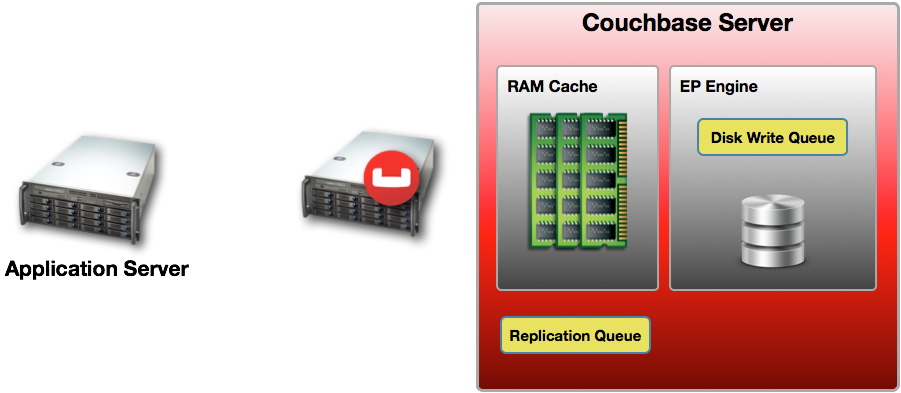 Couchbase Server
RAM Cache
EP Engine
Disk Write Queue
Application Server
Replication Queue